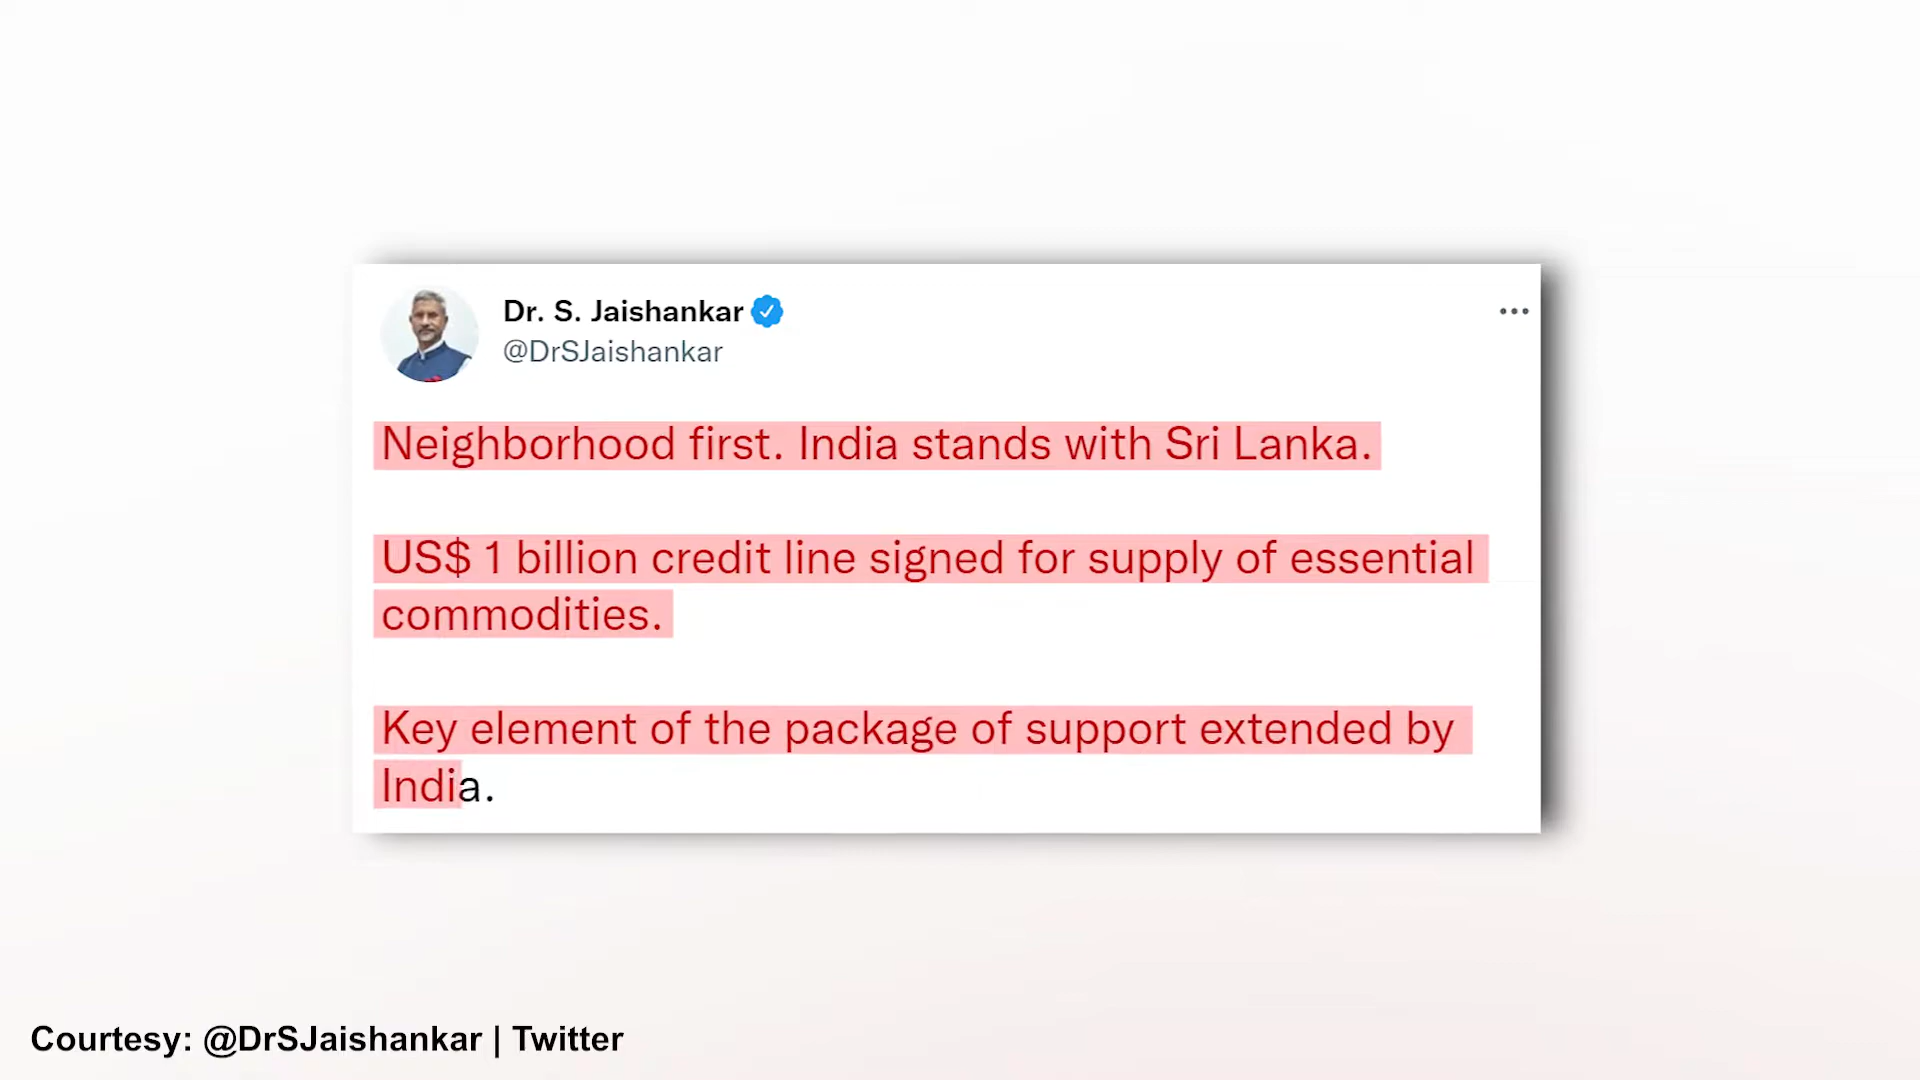 Dr. S. Jaishankar
@DrSJaishankar
Neighborhood first. India stands with Sri Lanka.
US$ 1 billion credit line signed for supply of essential
commodities.
Key element of the package of support extended by
India.
Courtesy: @DrSJaishankar | Twitter